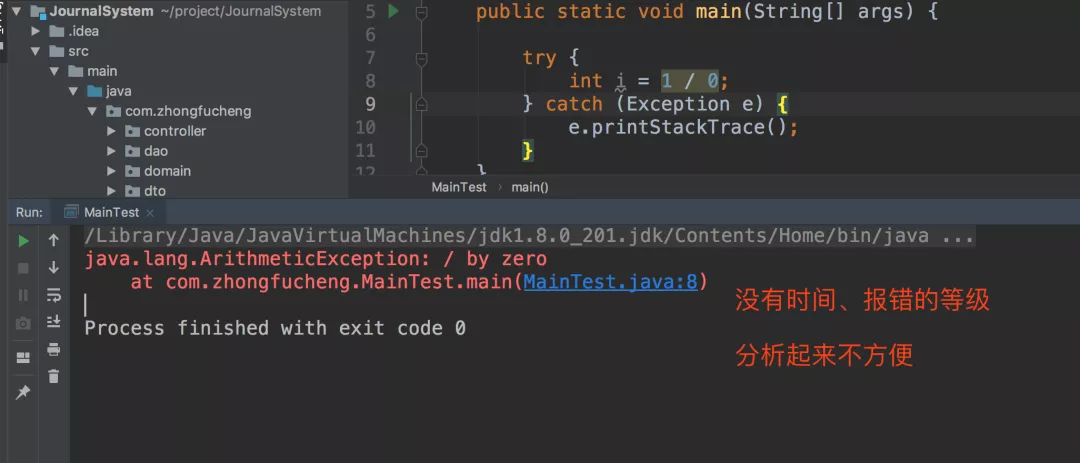 JournalSystem ~/project/JournalSystem
.idea
src
main
java
com.zhongfucheng
controller
dao
domain
dto
5 public static void main(String[] args) {
6
7 try {
8 int i = 1 / 0;
9 } catch (Exception e) {
10 e.printStackTrace();
11 }
12 }
MainTest › main()
Run: MainTest ×
/Library/Java/JavaVirtualMachines/jdk1.8.0_201.jdk/Contents/Home/bin/java ...
java.lang.ArithmeticException: / by zero
at com.zhongfucheng.MainTest.main(MainTest.java:8)
没有时间、报错的等级
Process finished with exit code 0
分析起来不方便